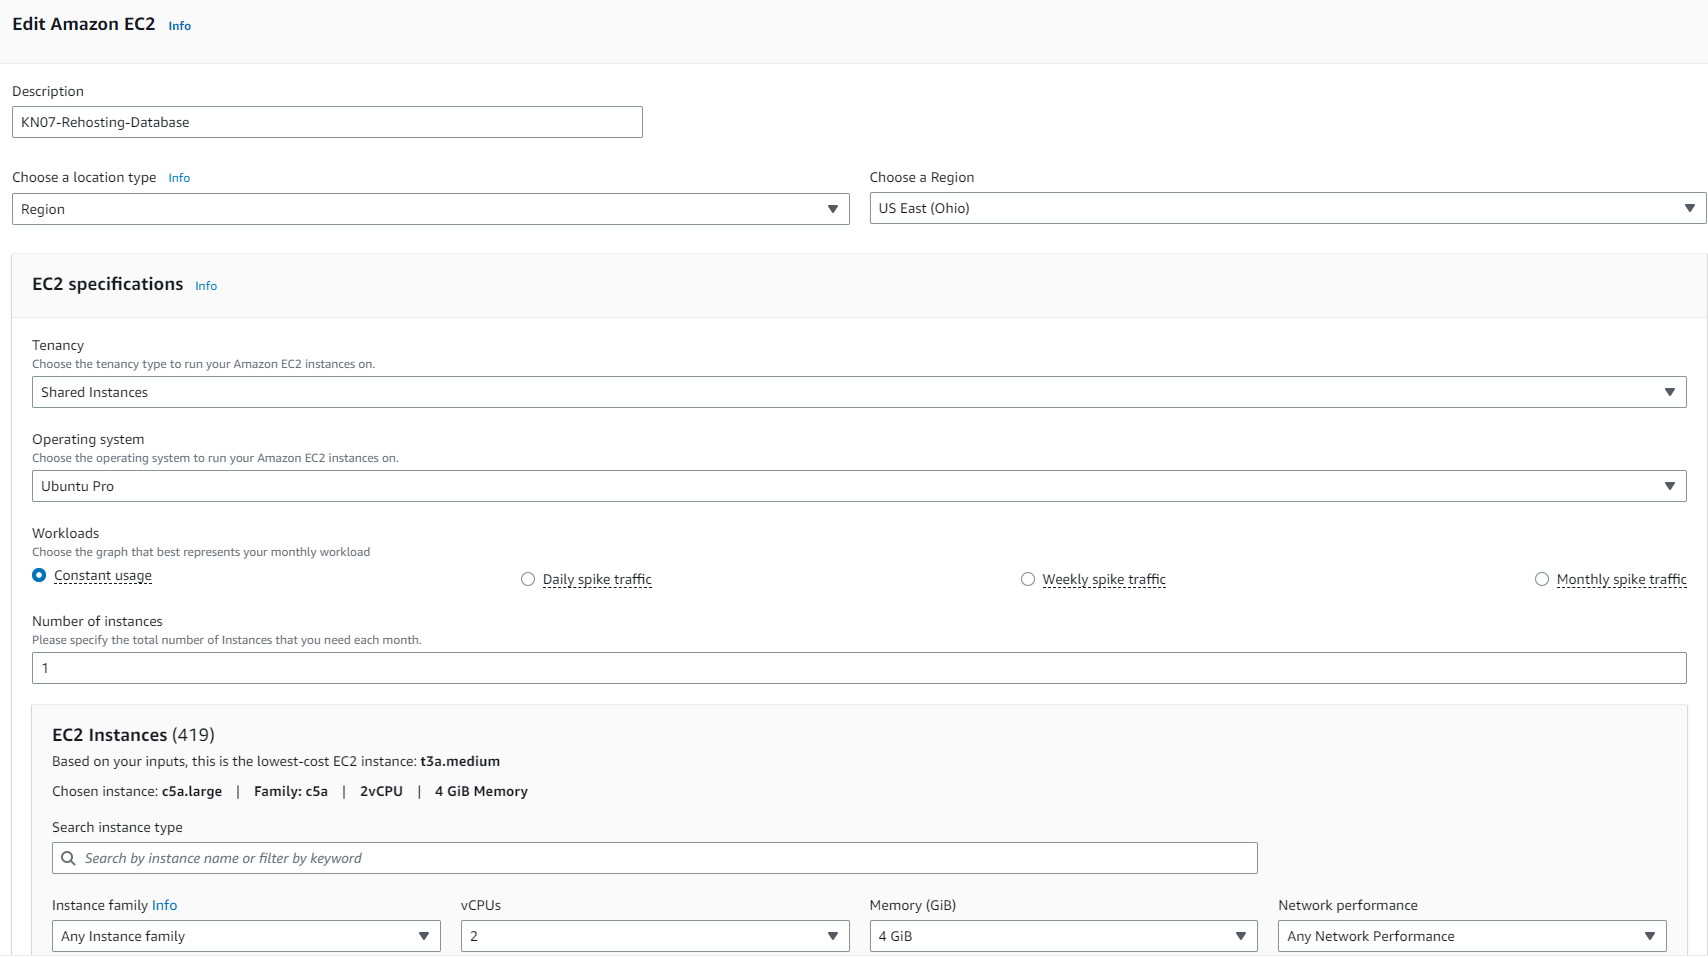 Edit Amazon EC2 Info
Description
KN07-Rehosting-Database
Choose a location type Info
Choose a Region
Region
US East (Ohio)
EC2 specifications Info
Tenancy
Choose the tenancy type to run your Amazon EC2 instances on.
Shared Instances
Operating system
Choose the operating system to run your Amazon EC2 instances on.
Ubuntu Pro
Workloads
Choose the graph that best represents your monthly workload
Constant usage
Daily spike traffic
Weekly spike traffic
Monthly spike traffic
Number of instances
Please specify the total number of Instances that you need each month.
1
EC2 Instances (419)
Based on your inputs, this is the lowest-cost EC2 instance: t3a.medium
Chosen instance: c5a.large | Family: c5a | 2vCPU | 4 GiB Memory
Search instance type
Search by instance name or filter by keyword
Instance family Info
vCPUs
Memory (GiB)
Network performance
Any Instance family
2
4 GiB
Any Network Performance